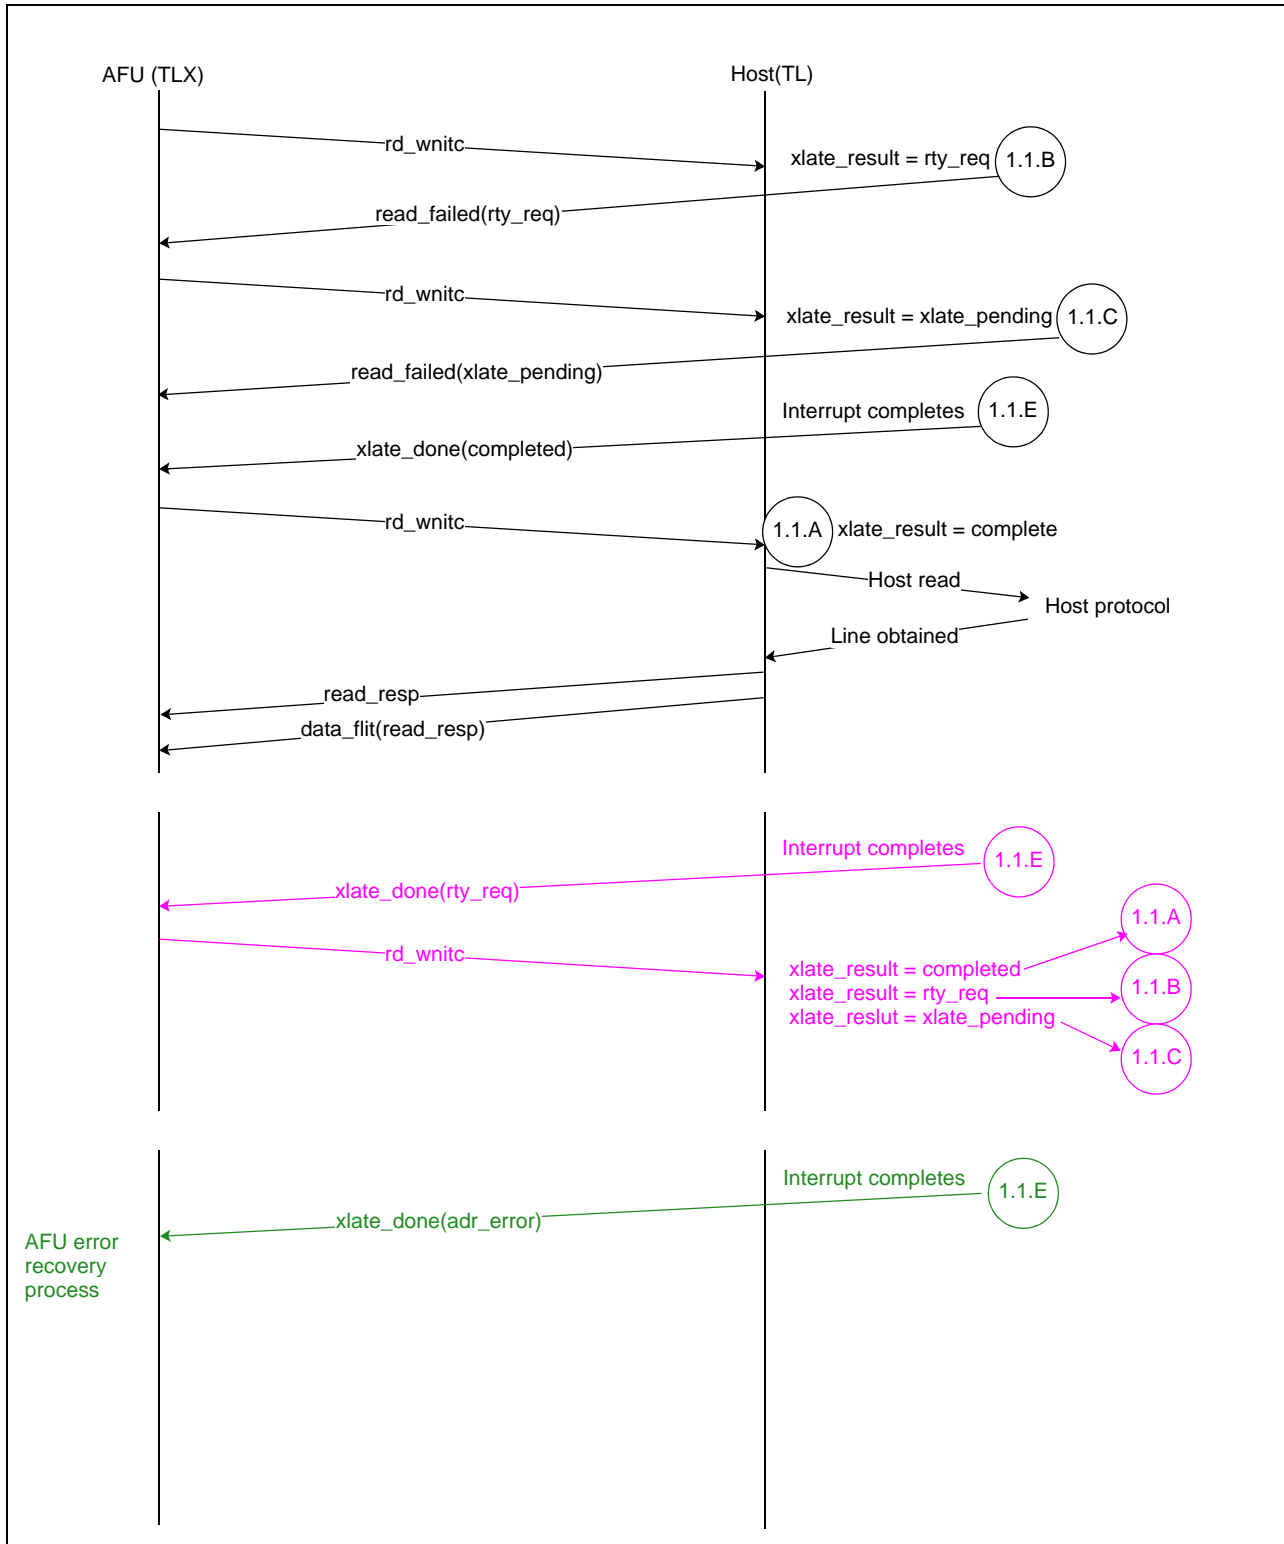 AFU (TLX)
Host(TL)
rd_wnitc
xlate_result = rty_req
1.1.B
read_failed(rty_req)
rd_wnitc
xlate_result = xlate_pending
1.1.C
read_failed(xlate_pending)
Interrupt completes
1.1.E
xlate_done(completed)
rd_wnitc
1.1.A
xlate_result = complete
Host read
Host protocol
Line obtained
read_resp
data_flit(read_resp)
Interrupt completes
1.1.E
xlate_done(rty_req)
1.1.A
rd_wnitc
xlate_result = completed
xlate_result = rty_req
1.1.B
xlate_reslut = xlate_pending
1.1.C
Interrupt completes
1.1.E
xlate_done(adr_error)
AFU error
recovery
process